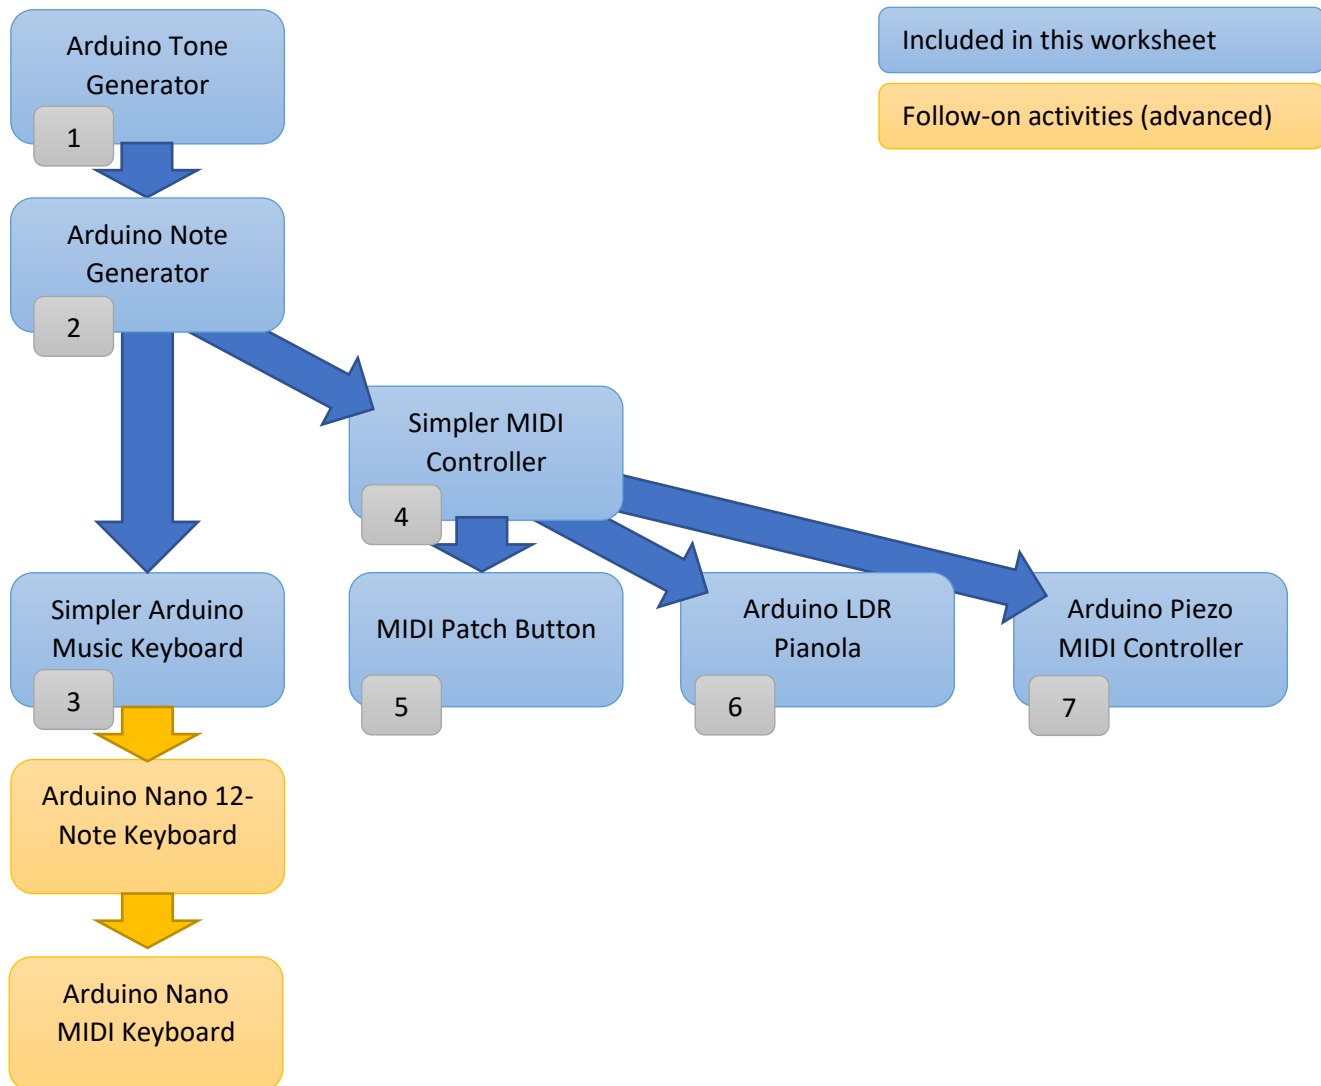 Arduino Tone
Generator
1
Included in this worksheet
Follow-on activities (advanced)
Arduino Note
Generator
2
Simpler MIDI
Controller
4
Simpler Arduino
Music Keyboard
3
MIDI Patch Button
5
Arduino LDR
Pianola
6
Arduino Piezo
MIDI Controller
7
Arduino Nano 12-
Note Keyboard
Arduino Nano
MIDI Keyboard